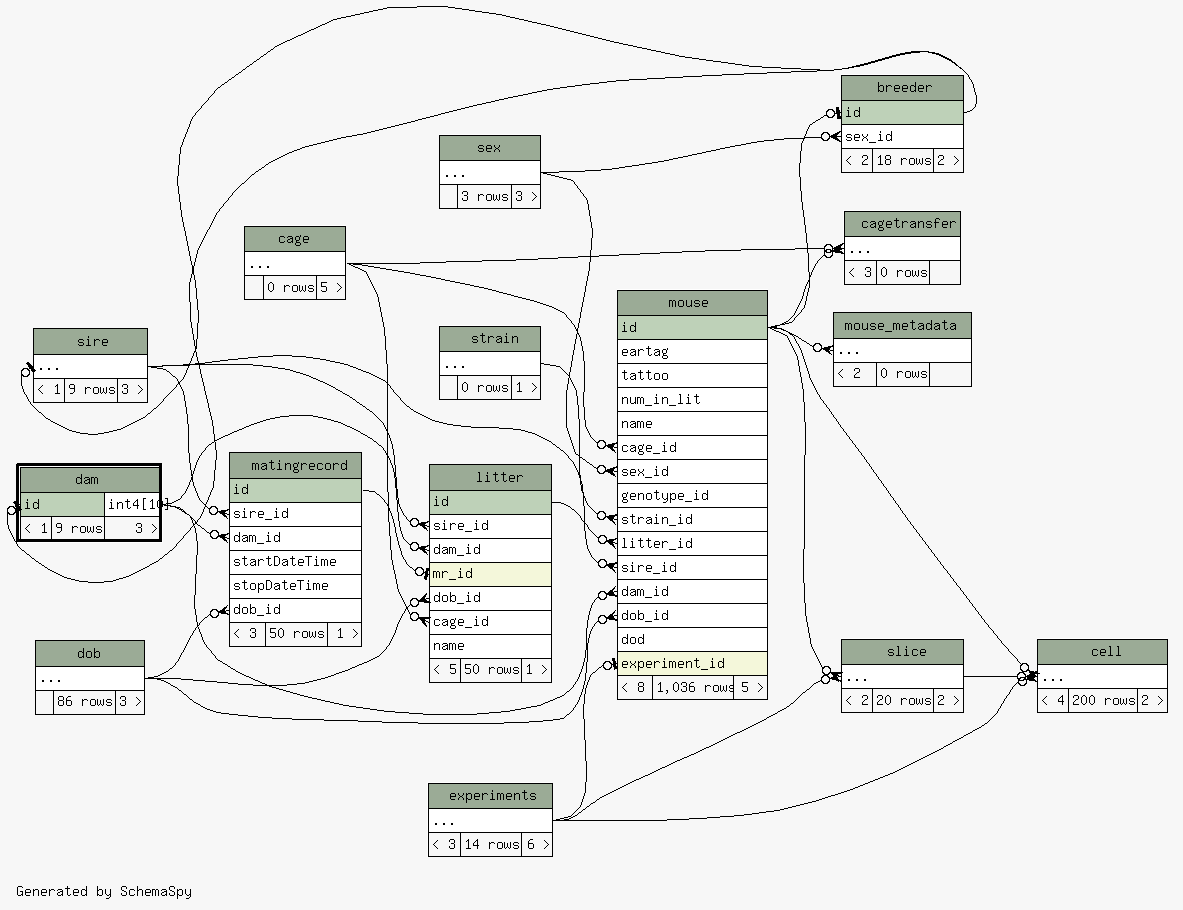 breeder
id
sex_id
< 2 18 rows 2 >
sex
...
3 rows 3 >
cagetransfer
...
< 3 0 rows
cage
...
0 rows 5 >
mouse
id
eartag
tattoo
num_in_lit
name
cage_id
sex_id
genotype_id
strain_id
litter_id
sire_id
dam_id
dob_id
dod
experiment_id
< 8 1,036 rows 5 >
mouse_metadata
...
< 2 0 rows
sire
...
< 1 9 rows 3 >
strain
...
0 rows 1 >
dam
id int4[10]
< 1 9 rows 3 >
matingrecord
id
sire_id
dam_id
startDateTime
stopDateTime
dob_id
< 3 50 rows 1 >
litter
id
sire_id
dam_id
mr_id
dob_id
cage_id
name
< 5 50 rows 1 >
dob
...
86 rows 3 >
slice
...
< 2 20 rows 2 >
cell
...
< 4 200 rows 2 >
experiments
...
< 3 14 rows 6 >
Generated by SchemaSpy